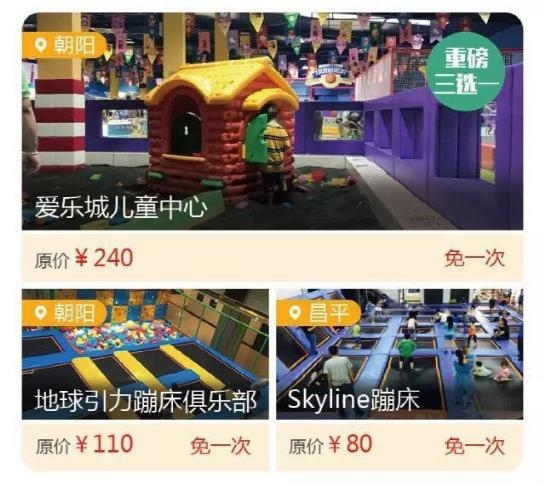 朝阳
重磅
三选一
爱乐城儿童中心
原价 ¥ 240
免一次
朝阳
地球引力蹦床俱乐部
原价 ¥ 110
免一次
昌平
Skyline蹦床
原价 ¥ 80
免一次